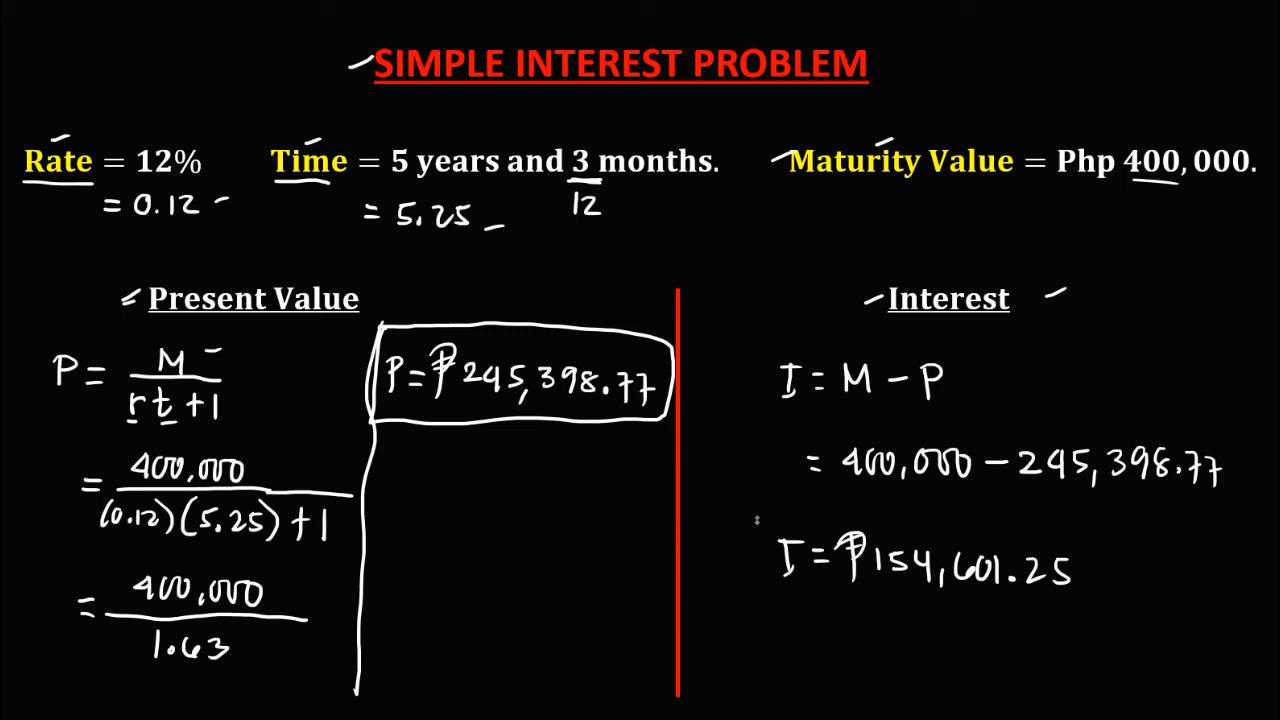 SIMPLE INTEREST PROBLEM
Rate = 12%
= 0.12
Time = 5 years and 3 months.
12
= 5.25
Maturity Value = Php 400,000.
Present Value
P = M
rt + 1
= 400,000
(0.12)(5.25) + 1
= 400,000
1.63
P = ₱245,398.77
Interest
I = M - P
= 400,000 - 245,398.77
I = ₱154,601.25